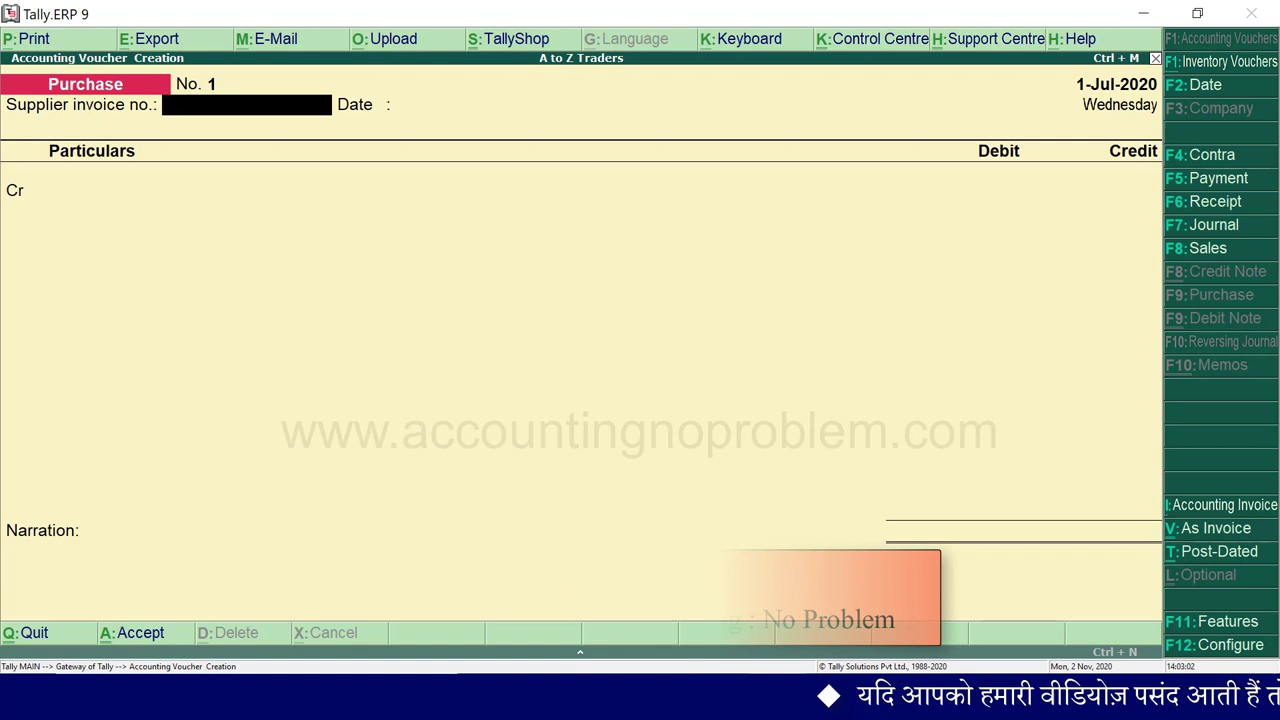 Tally.ERP 9
P: Print E: Export M: E-Mail O: Upload S: TallyShop G: Language K: Keyboard K: Control Centre H: Support Centre H: Help
Accounting Voucher Creation A to Z Traders Ctrl + M
Purchase No. 1 1-Jul-2020
Supplier invoice no.: Date : Wednesday
Particulars Debit Credit
Cr
www.accountingnoproblem.com
Narration:
No Problem
Q: Quit A: Accept D: Delete X: Cancel
Ctrl + N
F1: Accounting Vouchers
F1: Inventory Vouchers
F2: Date
F3: Company
F4: Contra
F5: Payment
F6: Receipt
F7: Journal
F8: Sales
F8: Credit Note
F9: Purchase
F9: Debit Note
F10: Reversing Journal
F10: Memos
I: Accounting Invoice
V: As Invoice
T: Post-Dated
L: Optional
F11: Features
F12: Configure
Tally MAIN --> Gateway of Tally --> Accounting Voucher Creation © Tally Solutions Pvt Ltd., 1988-2020 Mon, 2 Nov, 2020 14:03:02
यदि आपको हमारी वीडियोज़ पसंद आती हैं